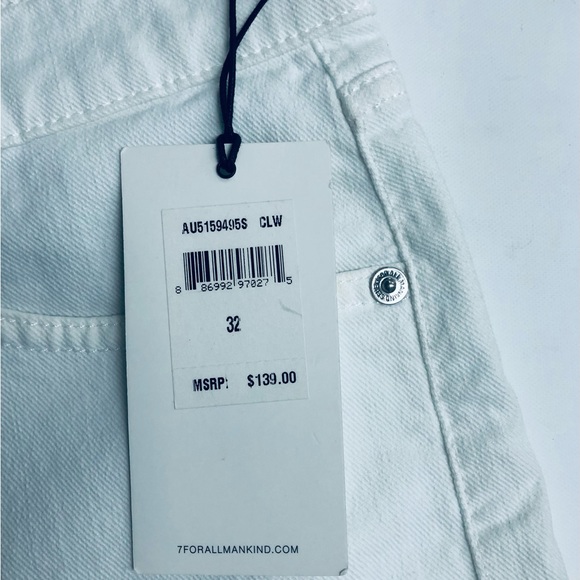 AU5159495S CLW
8 86992 97027 5
32
MSRP: $139.00
7FORALLMANKIND.COM